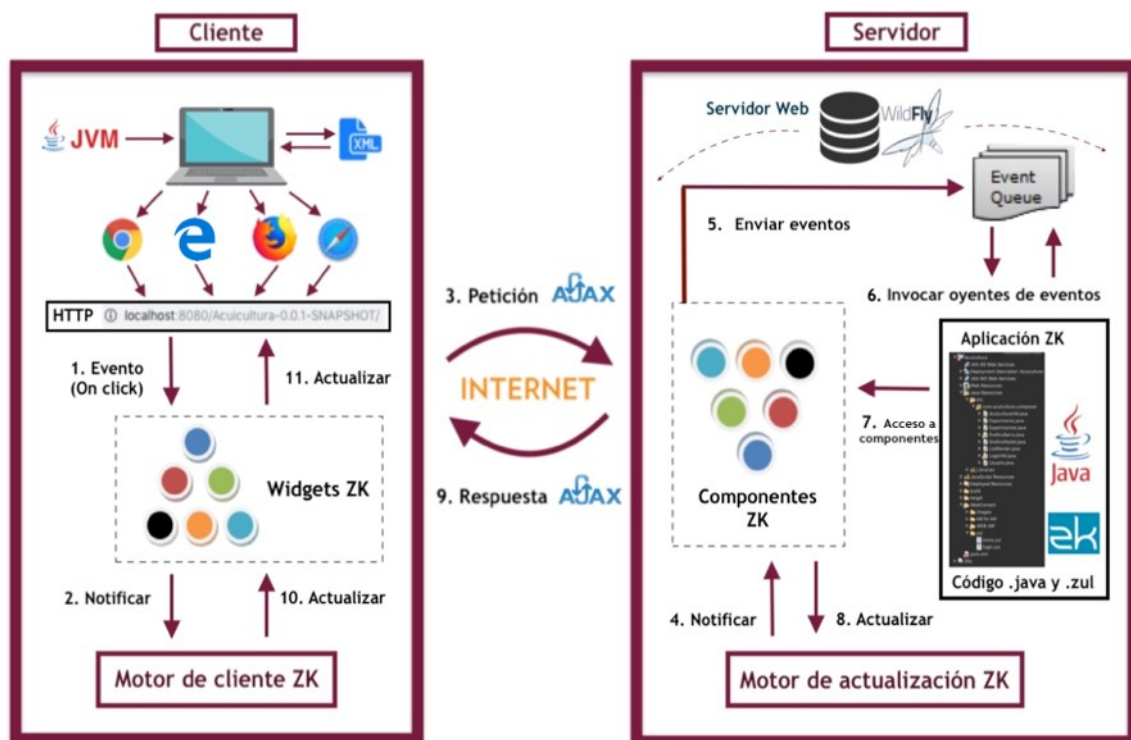 Cliente
JVM
XML
HTTP
localhost:8080/Acuicultura-0.0.1-SNAPSHOT/
1. Evento
(On click)
11. Actualizar
Widgets ZK
2. Notificar
10. Actualizar
Motor de cliente ZK
3. Petición AJAX
INTERNET
9. Respuesta AJAX
Servidor
Servidor Web
WildFly
Event
Queue
5. Enviar eventos
6. Invocar oyentes de eventos
Aplicación ZK
7. Acceso a
componentes
Java
zk
Código .java y .zul
Componentes
ZK
4. Notificar
8. Actualizar
Motor de actualización ZK